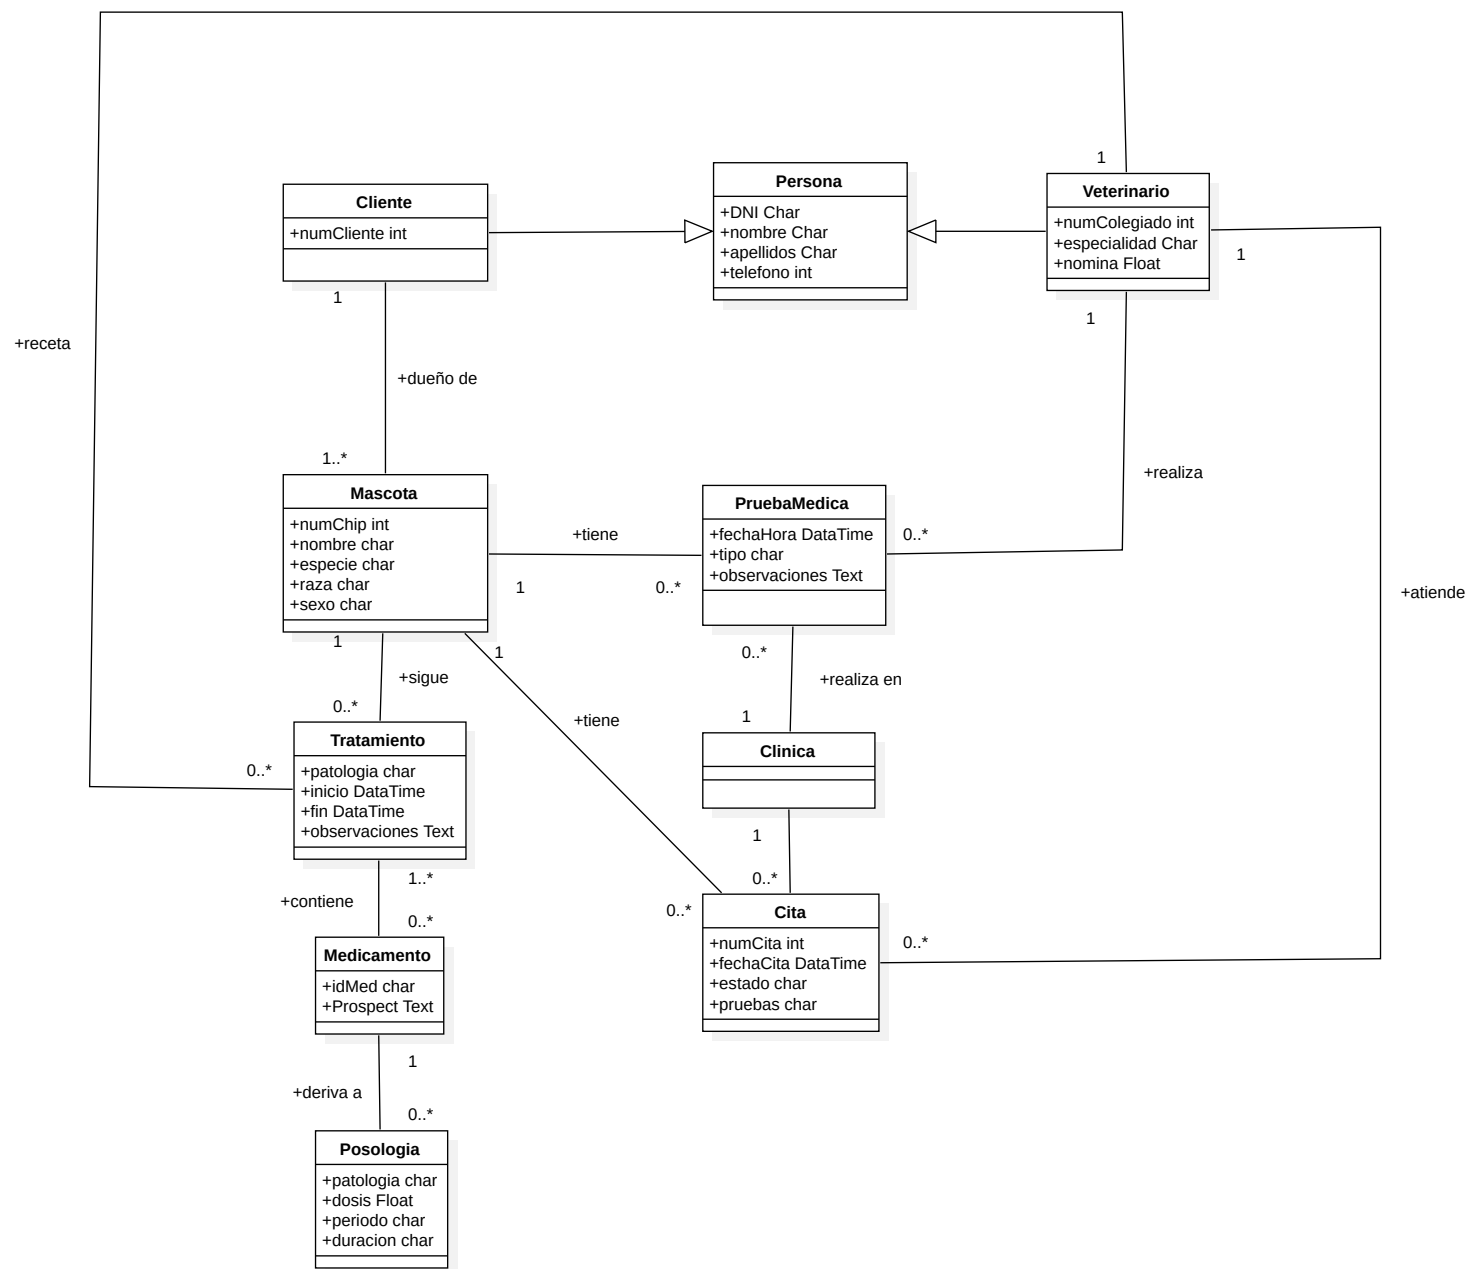 1
Persona
+DNI Char
+nombre Char
+apellidos Char
+telefono int
Veterinario
+numColegiado int
+especialidad Char
+nomina Float
Cliente
+numCliente int
1
1
1
+receta
+dueño de
1..*
+realiza
Mascota
+numChip int
+nombre char
+especie char
+raza char
+sexo char
+tiene
1
0..*
PruebaMedica
+fechaHora DataTime
+tipo char
+observaciones Text
0..*
+atiende
1
+sigue
0..*
1
+tiene
0..*
+realiza en
1
Clinica
1
0..*
0..*
Tratamiento
+patologia char
+inicio DataTime
+fin DataTime
+observaciones Text
1..*
+contiene
0..*
0..*
Cita
+numCita int
+fechaCita DataTime
+estado char
+pruebas char
0..*
Medicamento
+idMed char
+Prospect Text
1
+deriva a
0..*
Posologia
+patologia char
+dosis Float
+periodo char
+duracion char